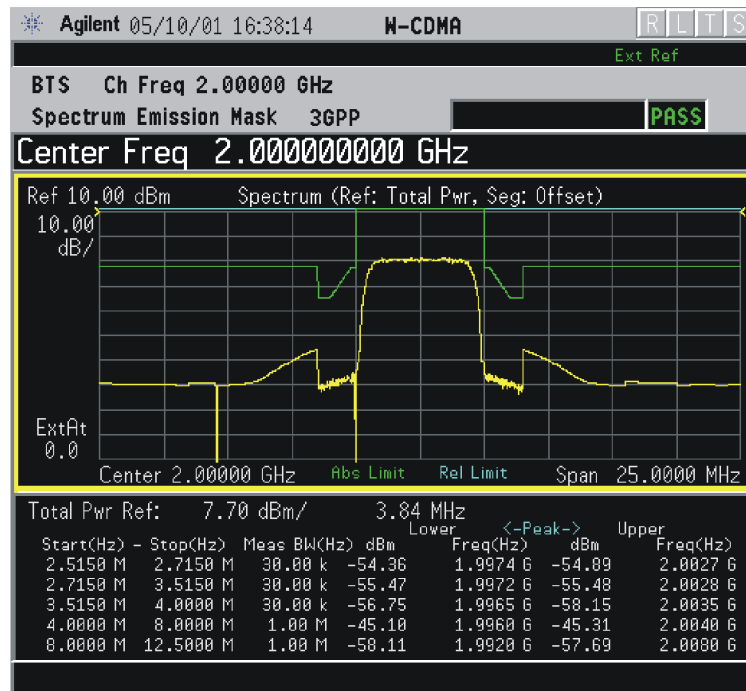 Agilent 05/10/01 16:38:14 W-CDMA R L T S
Ext Ref
BTS Ch Freq 2.00000 GHz
Spectrum Emission Mask 3GPP PASS
Center Freq 2.000000000 GHz
Ref 10.00 dBm Spectrum (Ref: Total Pwr, Seg: Offset)
10.00
dB/
ExtAt
0.0
Center 2.00000 GHz Abs Limit Rel Limit Span 25.0000 MHz
Total Pwr Ref: 7.70 dBm/ 3.84 MHz
Lower <-Peak-> Upper
Start(Hz) - Stop(Hz) Meas BW(Hz) dBm Freq(Hz) dBm Freq(Hz)
2.5150 M 2.7150 M 30.00 k -54.36 1.9974 G -54.89 2.0027 G
2.7150 M 3.5150 M 30.00 k -55.47 1.9972 G -55.48 2.0028 G
3.5150 M 4.0000 M 30.00 k -56.75 1.9965 G -58.15 2.0035 G
4.0000 M 8.0000 M 1.00 M -45.10 1.9960 G -45.31 2.0040 G
8.0000 M 12.5000 M 1.00 M -58.11 1.9920 G -57.69 2.0080 G